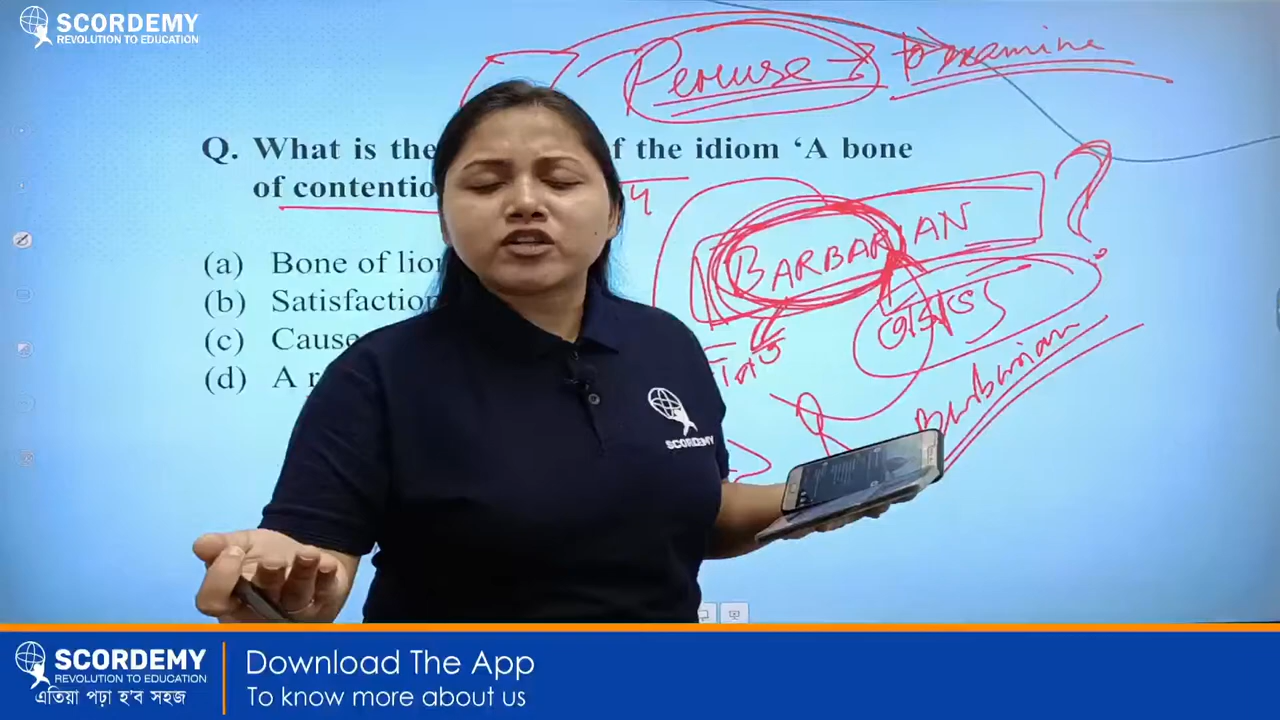 SCORDEMY
REVOLUTION TO EDUCATION
Peruse → to examine
Q. What is the f the idiom ‘A bone
of contentio
BARBARIAN ?
(a) Bone of lio
(b) Satisfaction
(c) Cause
(d) A r
Barbarian
SCORDEMY
SCORDEMY
REVOLUTION TO EDUCATION
এতিয়া পঢ়া হ'ব সহজ
Download The App
To know more about us